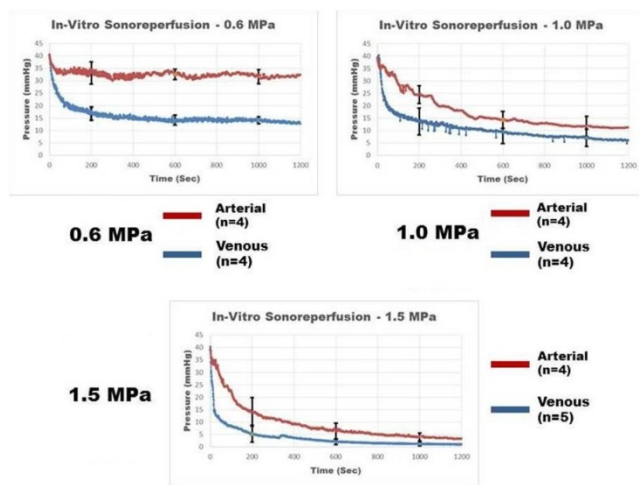 In-Vitro Sonoreperfusion - 0.6 MPa
Pressure (mmHg)
45
40
35
30
25
20
15
10
5
0
0 200 400 600 800 1000 1200
Time (Sec)
In-Vitro Sonoreperfusion - 1.0 MPa
Pressure (mmHg)
45
40
35
30
25
20
15
10
5
0
0 200 400 600 800 1000 1200
Time (Sec)
0.6 MPa
Arterial
(n=4)
Venous
(n=4)
1.0 MPa
Arterial
(n=4)
Venous
(n=4)
In-Vitro Sonoreperfusion - 1.5 MPa
Pressure (mmHg)
45
40
35
30
25
20
15
10
5
0
0 200 400 600 800 1000 1200
Time (Sec)
1.5 MPa
Arterial
(n=4)
Venous
(n=5)